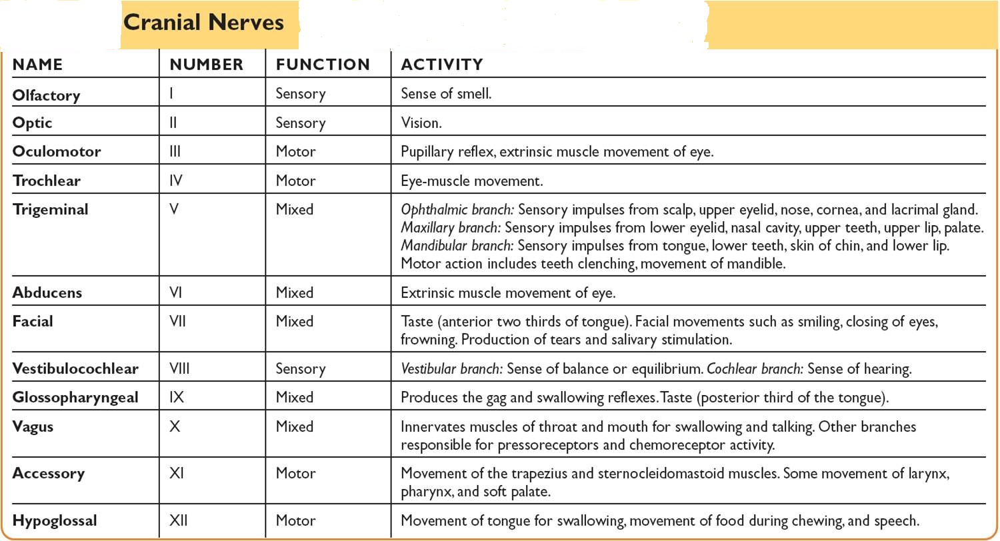 Cranial Nerves
NAME NUMBER FUNCTION ACTIVITY
Olfactory I Sensory Sense of smell.
Optic II Sensory Vision.
Oculomotor III Motor Pupillary reflex, extrinsic muscle movement of eye.
Trochlear IV Motor Eye-muscle movement.
Trigeminal V Mixed Ophthalmic branch: Sensory impulses from scalp, upper eyelid, nose, cornea, and lacrimal gland.
Maxillary branch: Sensory impulses from lower eyelid, nasal cavity, upper teeth, upper lip, palate.
Mandibular branch: Sensory impulses from tongue, lower teeth, skin of chin, and lower lip.
Motor action includes teeth clenching, movement of mandible.
Abducens VI Mixed Extrinsic muscle movement of eye.
Facial VII Mixed Taste (anterior two thirds of tongue). Facial movements such as smiling, closing of eyes,
frowning. Production of tears and salivary stimulation.
Vestibulocochlear VIII Sensory Vestibular branch: Sense of balance or equilibrium. Cochlear branch: Sense of hearing.
Glossopharyngeal IX Mixed Produces the gag and swallowing reflexes. Taste (posterior third of the tongue).
Vagus X Mixed Innervates muscles of throat and mouth for swallowing and talking. Other branches
responsible for pressoreceptors and chemoreceptor activity.
Accessory XI Motor Movement of the trapezius and sternocleidomastoid muscles. Some movement of larynx,
pharynx, and soft palate.
Hypoglossal XII Motor Movement of tongue for swallowing, movement of food during chewing, and speech.